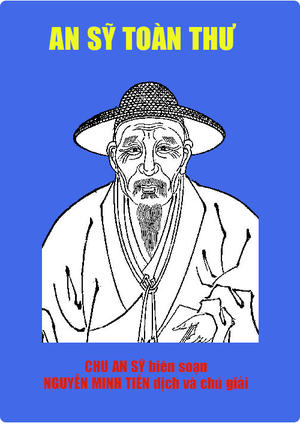 AN SỸ TOÀN THƯ
CHU AN SỸ biên soạn
NGUYỄN MINH TIẾN dịch và chú giải